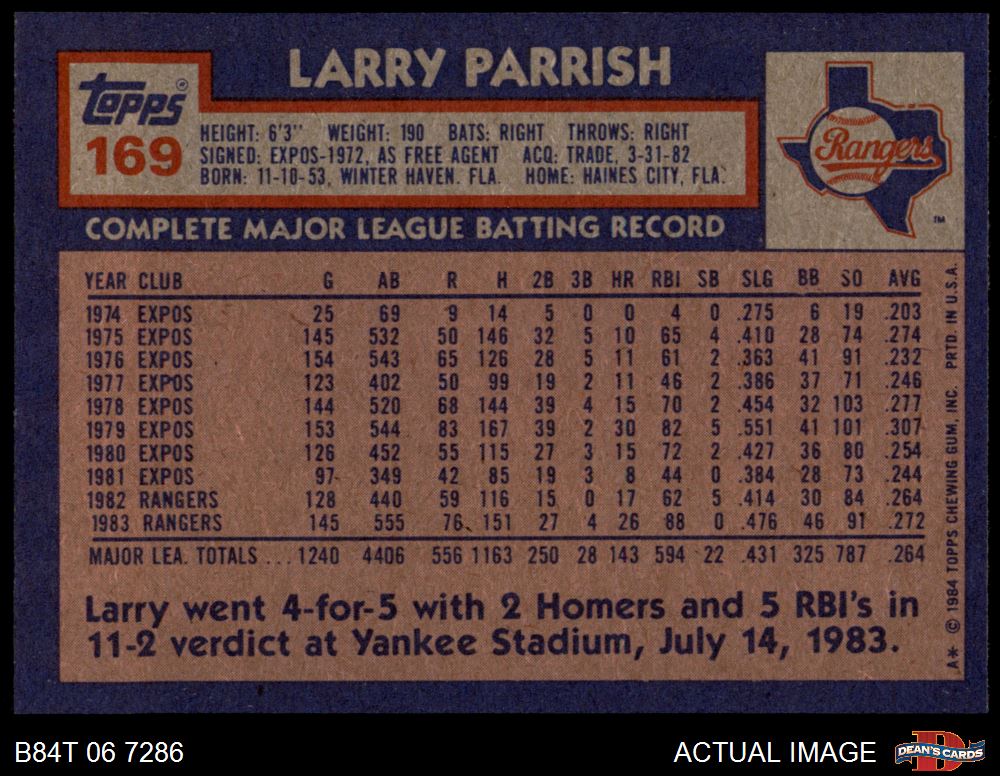 LARRY PARRISH
Topps®
169
HEIGHT: 6'3" WEIGHT: 190 BATS: RIGHT THROWS: RIGHT
SIGNED: EXPOS-1972, AS FREE AGENT ACQ: TRADE, 3-31-82
BORN: 11-10-53, WINTER HAVEN. FLA. HOME: HAINES CITY, FLA.
Rangers
TM
COMPLETE MAJOR LEAGUE BATTING RECORD
YEAR CLUB G AB R H 2B 3B HR RBI SB SLG BB SO AVG
1974 EXPOS 25 69 9 14 5 0 0 4 0 .275 6 19 .203
1975 EXPOS 145 532 50 146 32 5 10 65 4 .410 28 74 .274
1976 EXPOS 154 543 65 126 28 5 11 61 2 .363 41 91 .232
1977 EXPOS 123 402 50 99 19 2 11 46 2 .386 37 71 .246
1978 EXPOS 144 520 68 144 39 4 15 70 2 .454 32 103 .277
1979 EXPOS 153 544 83 167 39 2 30 82 5 .551 41 101 .307
1980 EXPOS 126 452 55 115 27 3 15 72 2 .427 36 80 .254
1981 EXPOS 97 349 42 85 19 3 8 44 0 .384 28 73 .244
1982 RANGERS 128 440 59 116 15 0 17 62 5 .414 30 84 .264
1983 RANGERS 145 555 76 151 27 4 26 88 0 .476 46 91 .272
MAJOR LEA. TOTALS ... 1240 4406 556 1163 250 28 143 594 22 .431 325 787 .264
Larry went 4-for-5 with 2 Homers and 5 RBI's in
11-2 verdict at Yankee Stadium, July 14, 1983.
A* © 1984 TOPPS CHEWING GUM, INC. PRTD. IN U.S.A.
B84T 06 7286
ACTUAL IMAGE
DEAN'S CARDS